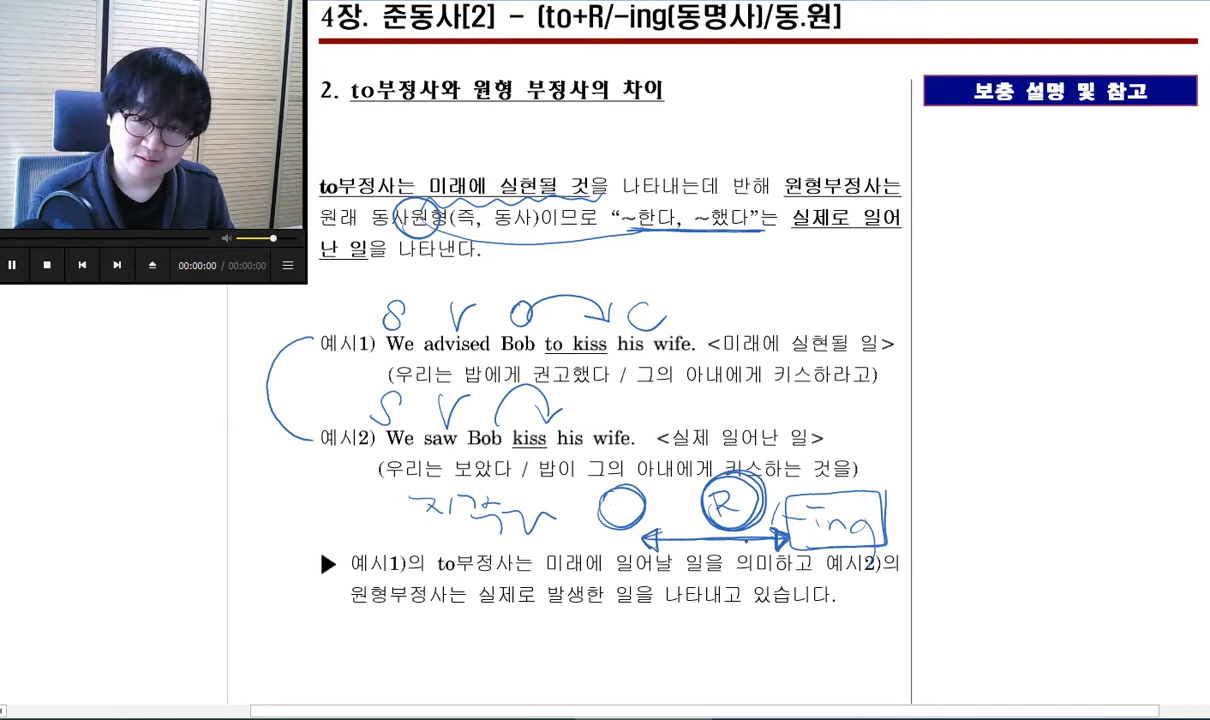 4장. 준동사[2] - (to+R/-ing(동명사)/동.원]
2. to부정사와 원형 부정사의 차이
보충 설명 및 참고
to부정사는 미래에 실현될 것을 나타내는데 반해 원형부정사는
원래 동사원형(즉, 동사)이므로 “~한다, ~했다”는 실제로 일어
난 일을 나타낸다.
00:00:00 / 00:00:00
S V O C
예시1) We advised Bob to kiss his wife. <미래에 실현될 일>
(우리는 밥에게 권고했다 / 그의 아내에게 키스하라고)
S V
예시2) We saw Bob kiss his wife. <실제 일어난 일>
(우리는 보았다 / 밥이 그의 아내에게 키스하는 것을)
지각V O R / ing
▶ 예시1)의 to부정사는 미래에 일어날 일을 의미하고 예시2)의
원형부정사는 실제로 발생한 일을 나타내고 있습니다.